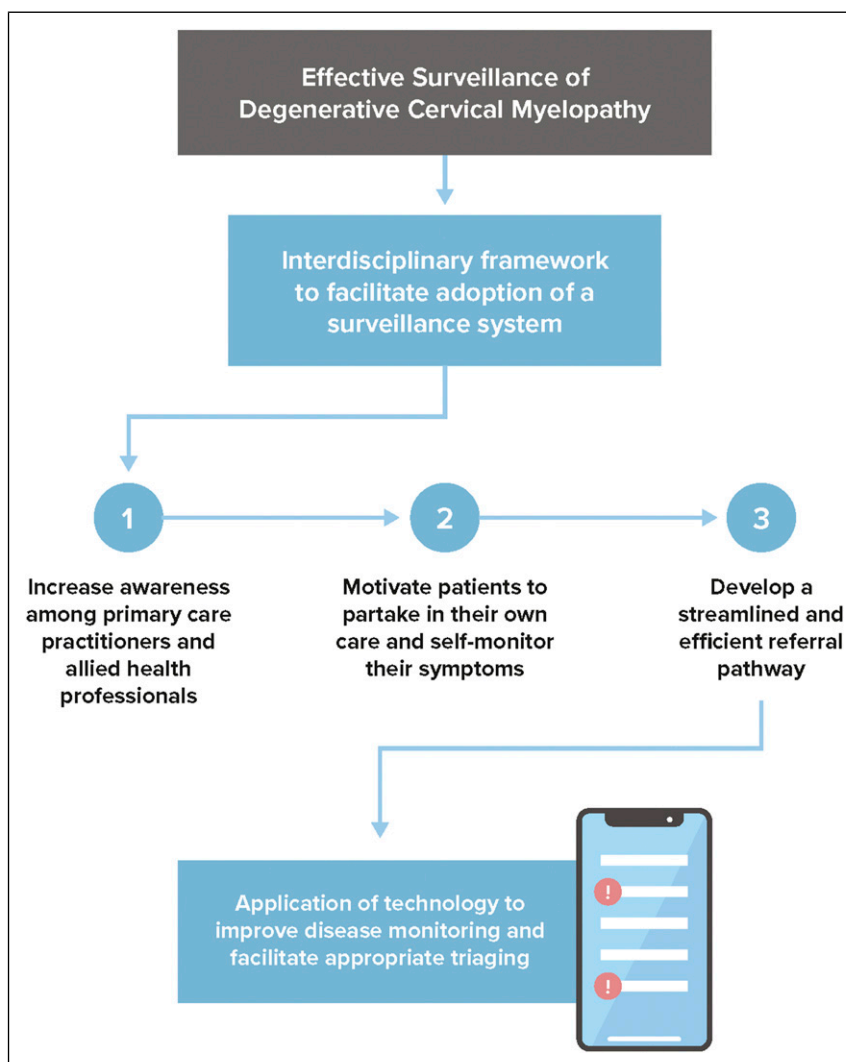 Effective Surveillance of
Degenerative Cervical Myelopathy
Interdisciplinary framework
to facilitate adoption of a
surveillance system
1
Increase awareness
among primary care
practitioners and
allied health
professionals
2
Motivate patients to
partake in their own
care and self-monitor
their symptoms
3
Develop a
streamlined and
efficient referral
pathway
Application of technology to
improve disease monitoring and
facilitate appropriate triaging
!
!